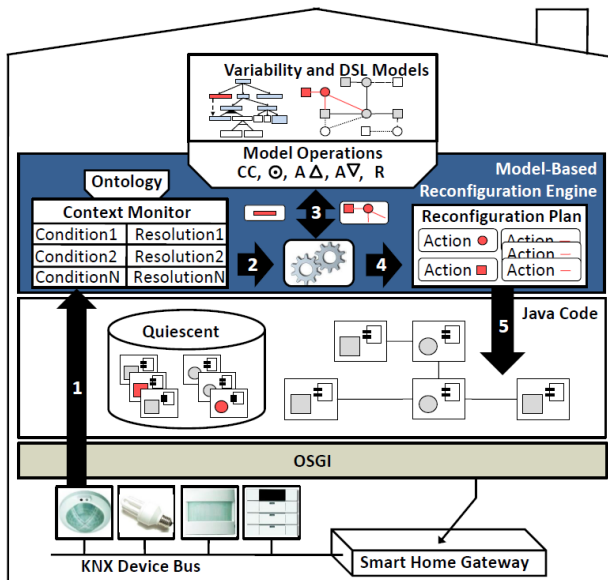 Variability and DSL Models
Model Operations
CC, ⊙, A △, A ▽, R
Model-Based
Reconfiguration Engine
Ontology
Context Monitor
Condition1 Resolution1
Condition2 Resolution2
ConditionN ResolutionN
2
3
4
Reconfiguration Plan
Action Action
Action
Action Action
1
Quiescent
Java Code
5
OSGI
KNX Device Bus
Smart Home Gateway